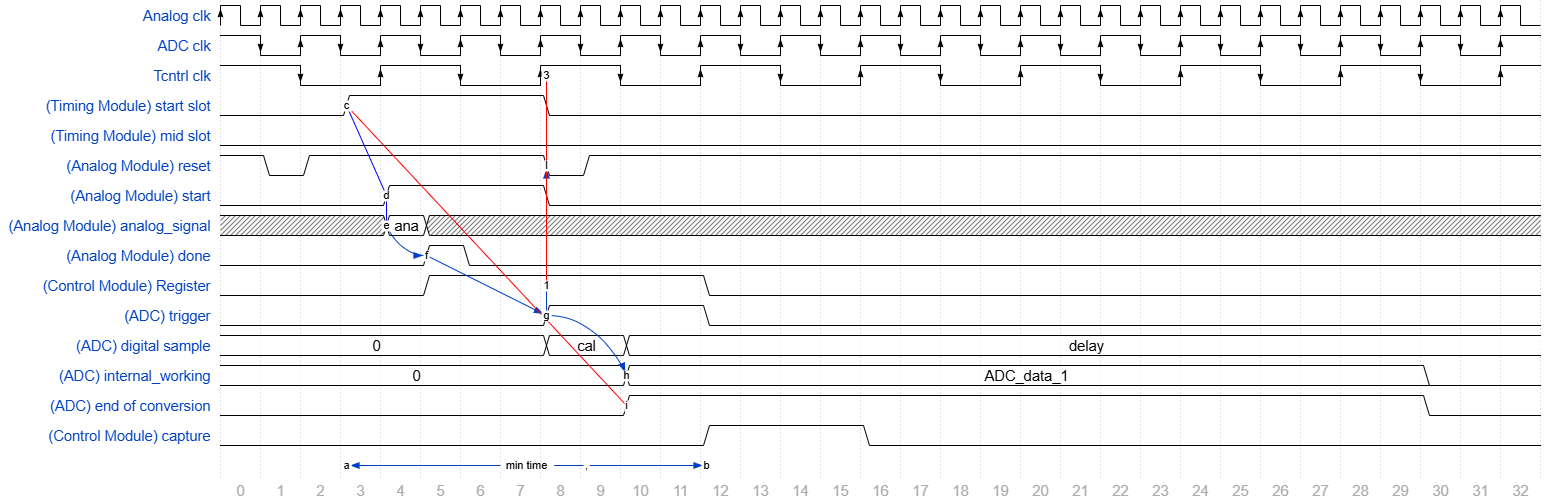 Analog clk
ADC clk
Tcntrl clk 3
(Timing Module) start slot c
(Timing Module) mid slot
(Analog Module) reset
(Analog Module) start d
(Analog Module) analog_signal e ana
(Analog Module) done f
(Control Module) Register 1
(ADC) trigger g
(ADC) digital sample 0 cal delay
(ADC) internal_working 0 h ADC_data_1
(ADC) end of conversion i
(Control Module) capture
a min time , b
0 1 2 3 4 5 6 7 8 9 10 11 12 13 14 15 16 17 18 19 20 21 22 23 24 25 26 27 28 29 30 31 32